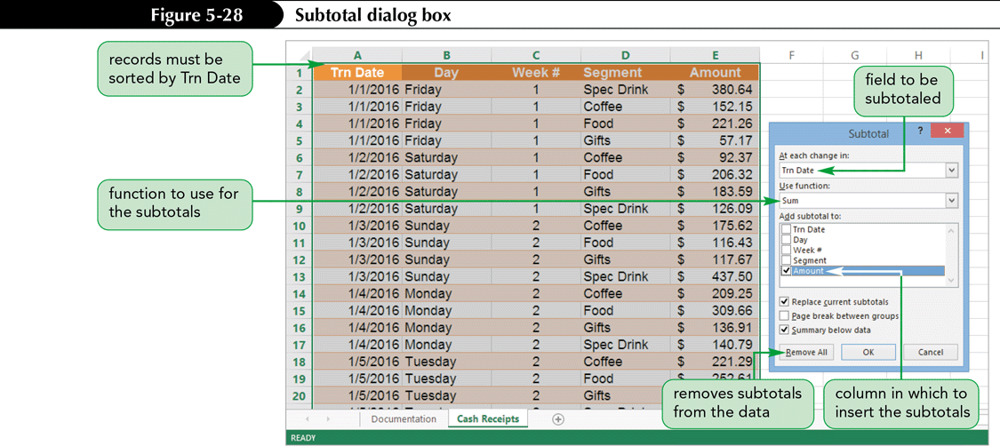 Figure 5-28 Subtotal dialog box
records must be
sorted by Trn Date
function to use for
the subtotals
A B C D E F G H I
1 Trn Date Day Week # Segment Amount
2 1/1/2016 Friday 1 Spec Drink $ 380.64
3 1/1/2016 Friday 1 Coffee $ 152.15
4 1/1/2016 Friday 1 Food $ 221.26
5 1/1/2016 Friday 1 Gifts $ 57.17
6 1/2/2016 Saturday 1 Coffee $ 92.37
7 1/2/2016 Saturday 1 Food $ 206.32
8 1/2/2016 Saturday 1 Gifts $ 183.59
9 1/2/2016 Saturday 1 Spec Drink $ 126.09
10 1/3/2016 Sunday 2 Coffee $ 175.62
11 1/3/2016 Sunday 2 Food $ 116.43
12 1/3/2016 Sunday 2 Gifts $ 117.67
13 1/3/2016 Sunday 2 Spec Drink $ 437.50
14 1/4/2016 Monday 2 Coffee $ 209.25
15 1/4/2016 Monday 2 Food $ 309.66
16 1/4/2016 Monday 2 Gifts $ 136.91
17 1/4/2016 Monday 2 Spec Drink $ 140.79
18 1/5/2016 Tuesday 2 Coffee $ 221.29
19 1/5/2016 Tuesday 2 Food $
20 1/5/2016 Tuesday 2 Gifts
Documentation Cash Receipts
READY
field to be
subtotaled
Subtotal ?
At each change in:
Trn Date
Use function:
Sum
Add subtotal to:
Trn Date
Day
Week #
Segment
Amount
Replace current subtotals
Page break between groups
Summary below data
Remove All OK Cancel
removes subtotals
from the data
column in which to
insert the subtotals